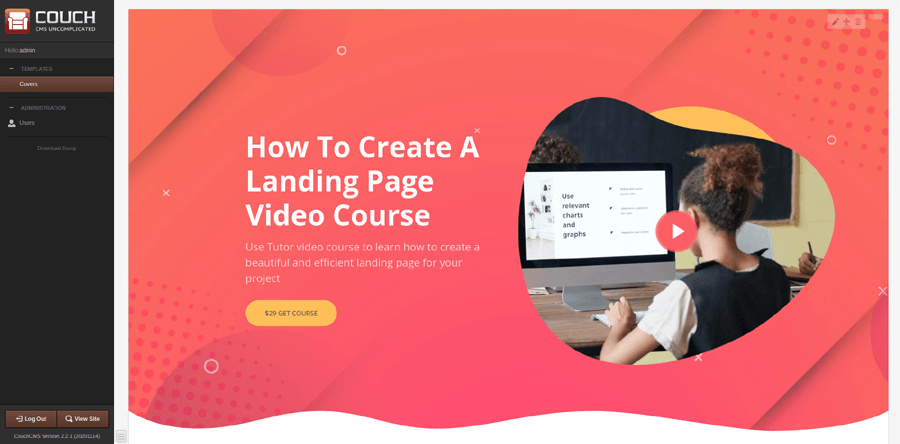 COUCH
CMS UNCOMPLICATED
Hello admin
TEMPLATES
Covers
ADMINISTRATION
Users
Log Out
View Site
CouchCMS Version 2.2.1 (20201114)
How To Create A
Landing Page
Video Course
Use Tutor video course to learn how to create a
beautiful and efficient landing page for your
project
$29 GET COURSE
Use
relevant
charts
and
graphs